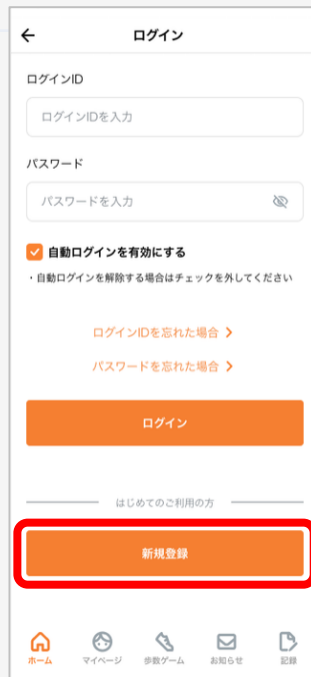 ログイン
ログインID
ログインIDを入力
パスワード
パスワードを入力
自動ログインを有効にする
・自動ログインを解除する場合はチェックを外してください
ログインIDを忘れた場合
パスワードを忘れた場合
ログイン
はじめてのご利用の方
新規登録
ホーム マイページ 歩数ゲーム お知らせ 記録